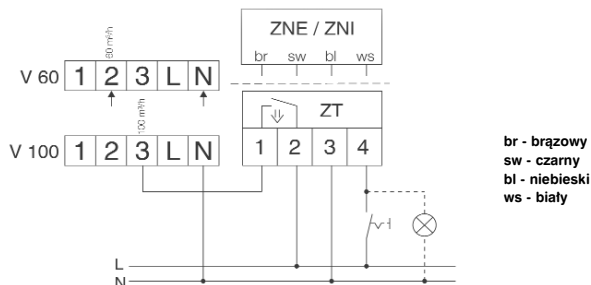 ZNE / ZNI
br sw bl ws
60 m³/h
V 60 1 2 3 L N
ZT
100 m³/h
V 100 1 2 3 L N
1 2 3 4
br - brązowy
sw - czarny
bl - niebieski
ws - biały
L
N